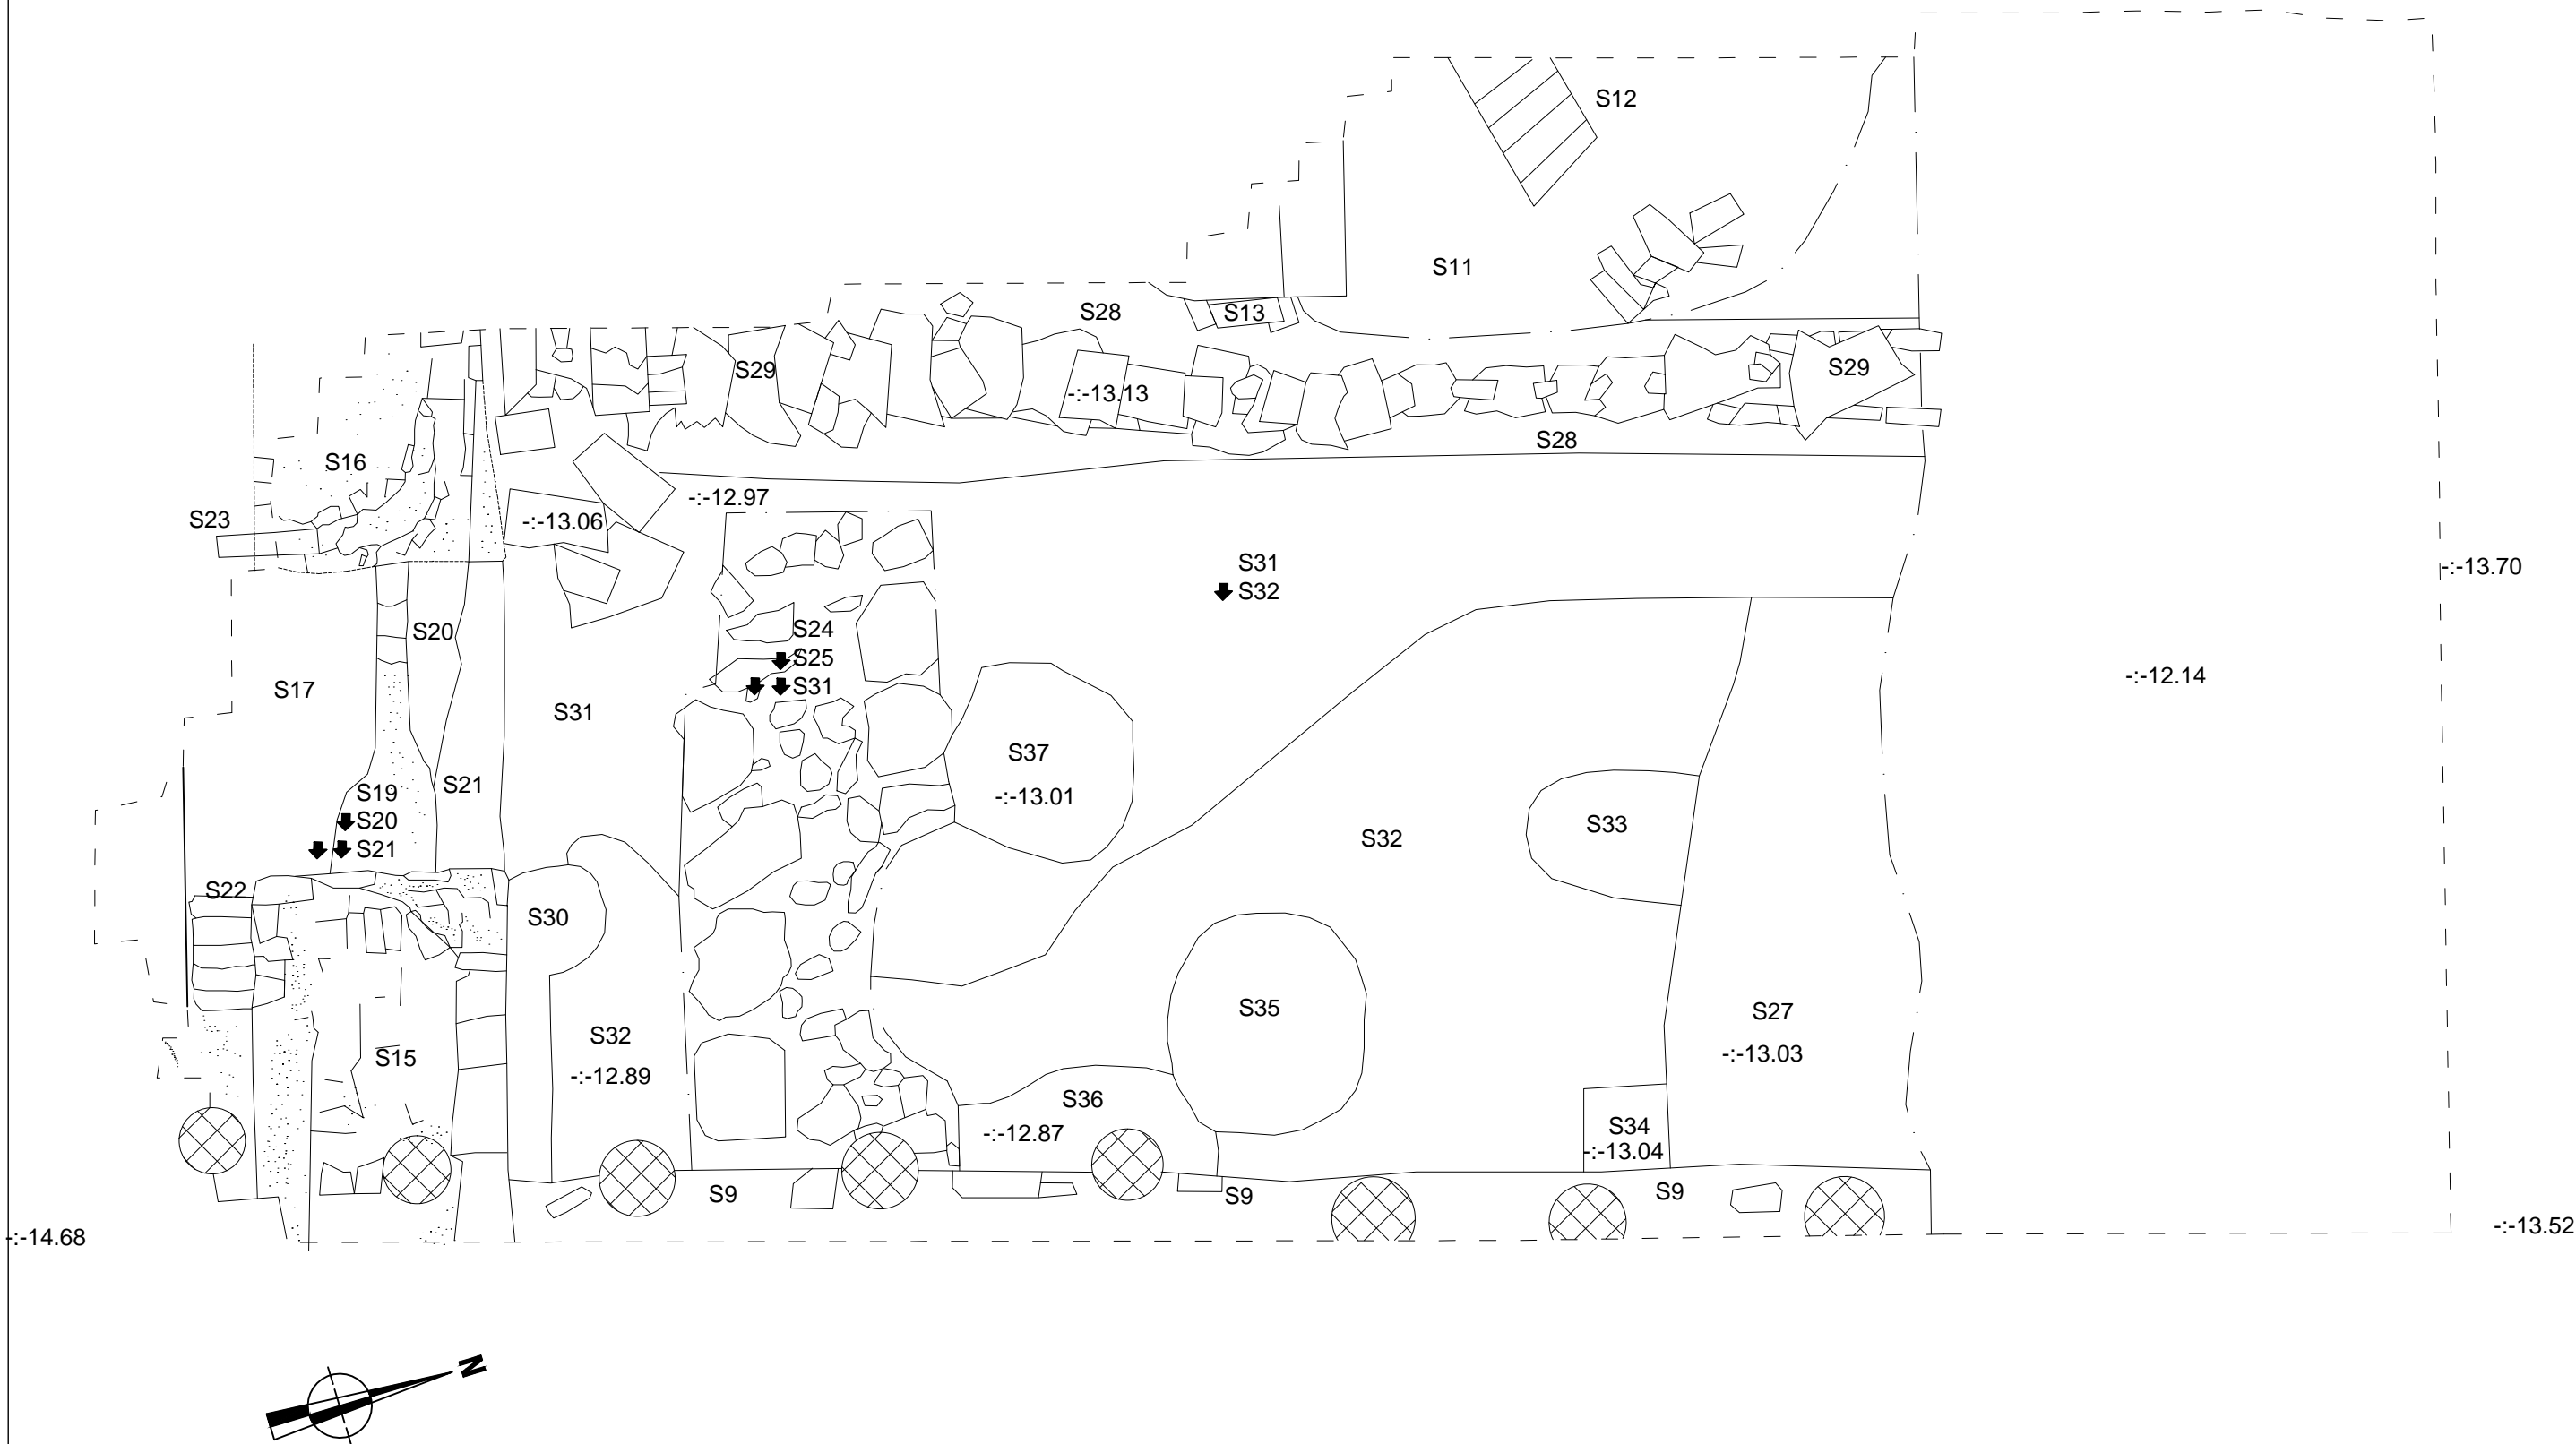 S12
S11
S28
S13
S29
S29
-:-13.13
S28
S16
-:-12.97
S23
-:-13.06
S31
S32
-:-13.70
S20
S24
S25
S31
-:-12.14
S17
S31
S37
-:-13.01
S21
S19
S20
S21
S32
S33
S22
S30
S35
S27
-:-13.03
S32
-:-12.89
S15
S36
-:-12.87
S34
-:-13.04
S9
S9
S9
-:-14.68
-:-13.52
N